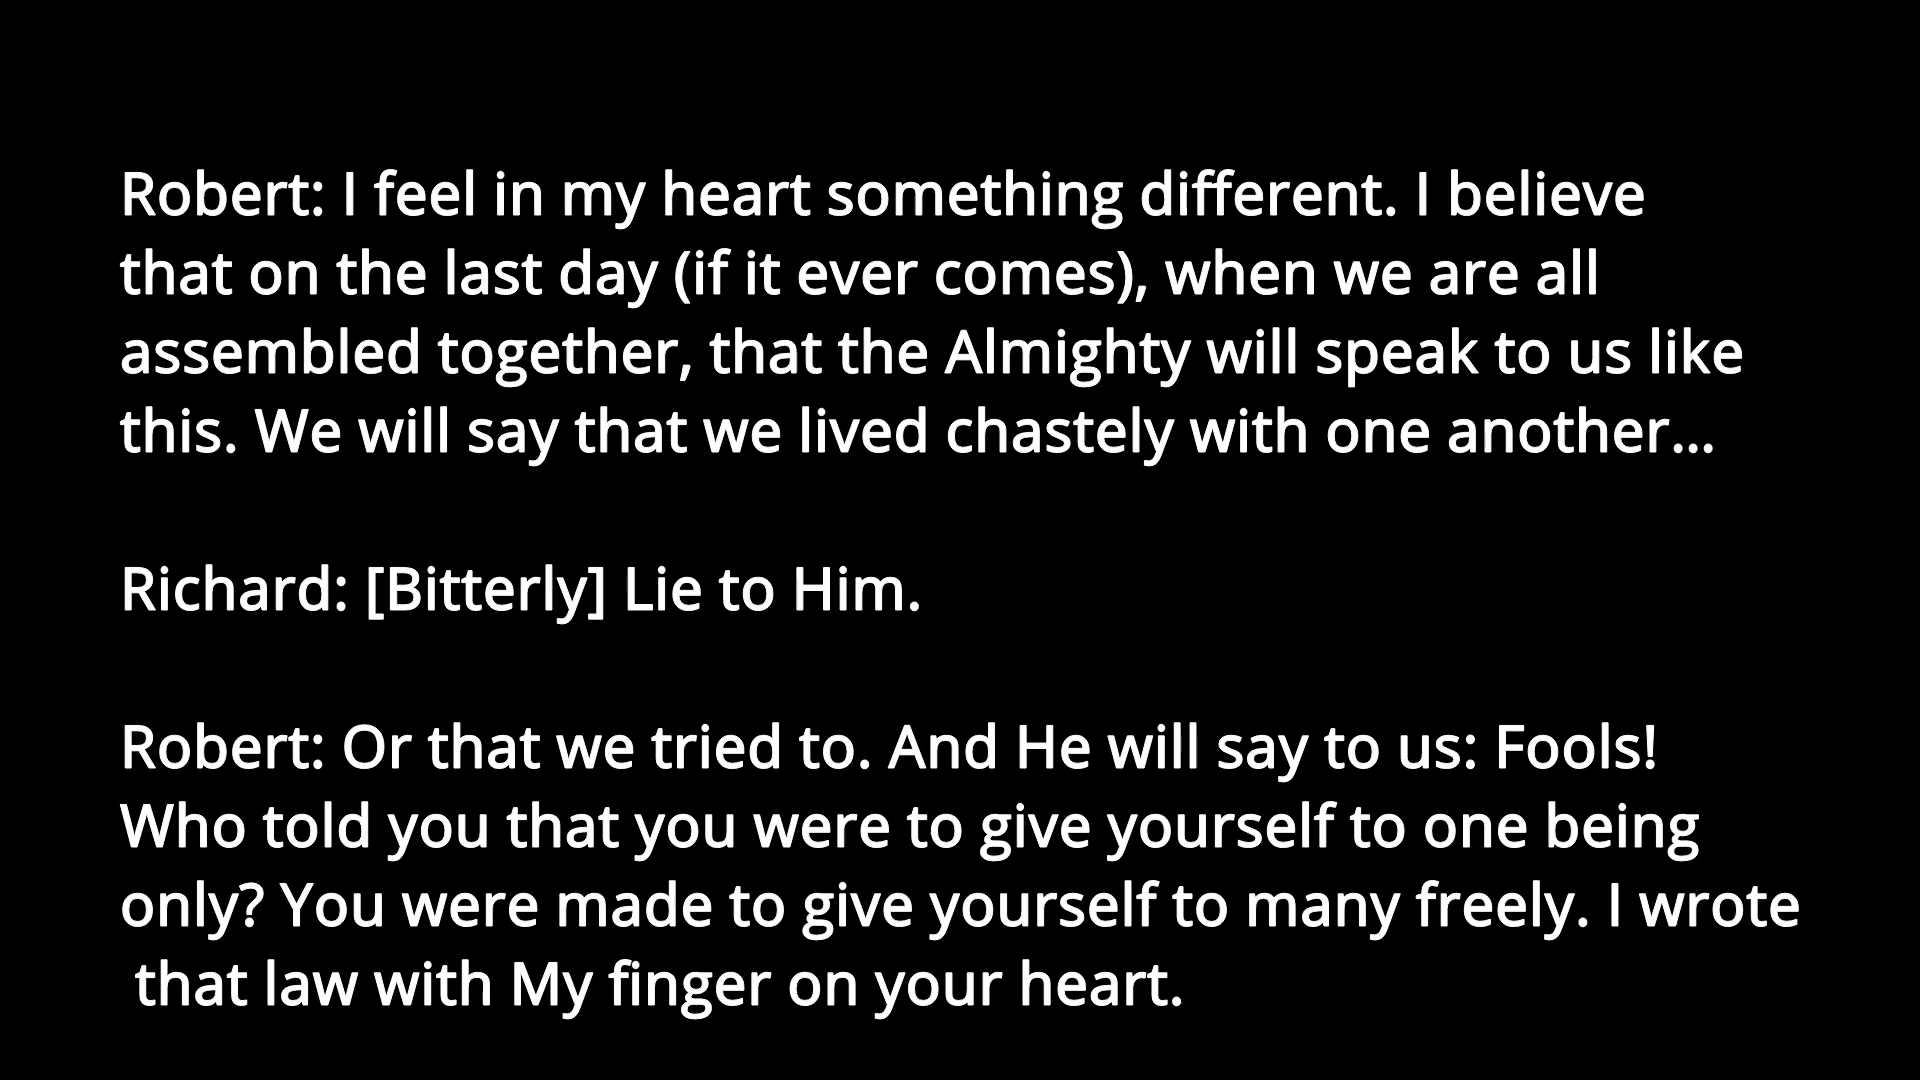 Robert: I feel in my heart something different. I believe
that on the last day (if it ever comes), when we are all
assembled together, that the Almighty will speak to us like
this. We will say that we lived chastely with one another...
Richard: [Bitterly] Lie to Him.
Robert: Or that we tried to. And He will say to us: Fools!
Who told you that you were to give yourself to one being
only? You were made to give yourself to many freely. I wrote
that law with My finger on your heart.